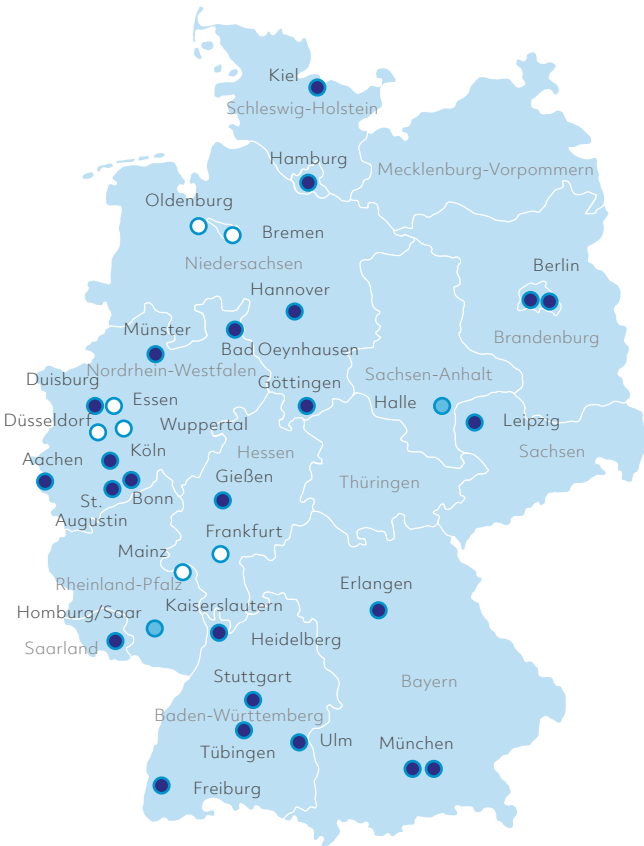 Kiel
Schleswig-Holstein
Hamburg
Mecklenburg-Vorpommern
Oldenburg
Bremen
Niedersachsen
Berlin
Hannover
Münster
Brandenburg
Bad Oeynhausen
Nordrhein-Westfalen
Duisburg
Göttingen
Sachsen-Anhalt
Essen
Halle
Düsseldorf
Wuppertal
Leipzig
Köln
Hessen
Sachsen
Aachen
Gießen
Thüringen
St.
Augustin
Bonn
Frankfurt
Mainz
Rheinland-Pfalz
Erlangen
Homburg/Saar
Kaiserslautern
Saarland
Heidelberg
Stuttgart
Bayern
Baden-Württemberg
Tübingen
Ulm
München
Freiburg